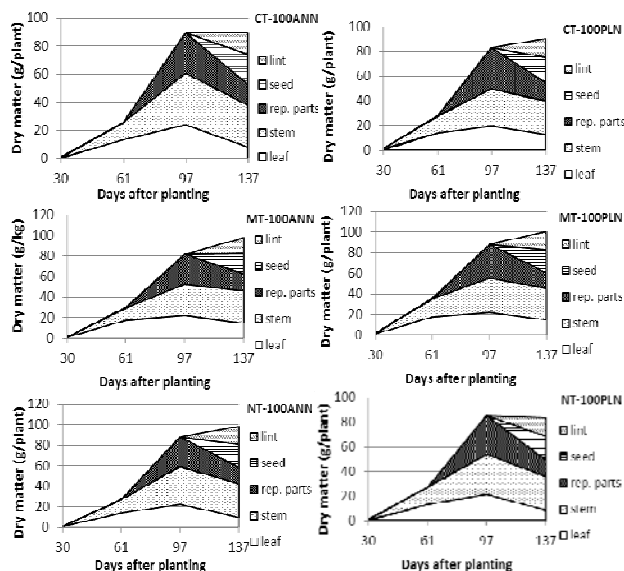 CT-100ANN
Dry matter (g/plant)
100
80
60
40
20
0
30 61 97 137
Days after planting
lint
seed
rep. parts
stem
leaf
CT-100PLN
Dry matter (g/plant)
100
80
60
40
20
0
30 61 97 137
Days after planting
lint
seed
rep. parts
stem
leaf
MT-100ANN
Dry matter (g/kg)
120
100
80
60
40
20
0
30 61 97 137
Days after planting
lint
seed
rep. parts
stem
leaf
MT-100PLN
Dry matter (g/plant)
120
100
80
60
40
20
0
30 61 97 137
Days after planting
lint
seed
rep. parts
stem
leaf
NT-100ANN
Dry matter (g/plant)
120
100
80
60
40
20
0
30 61 97 137
Days after planting
lint
seed
rep. parts
stem
leaf
NT-100PLN
Dry matter (g/plant)
100
80
60
40
20
0
30 61 97 137
Days after planting
lint
seed
rep. parts
stem
leaf